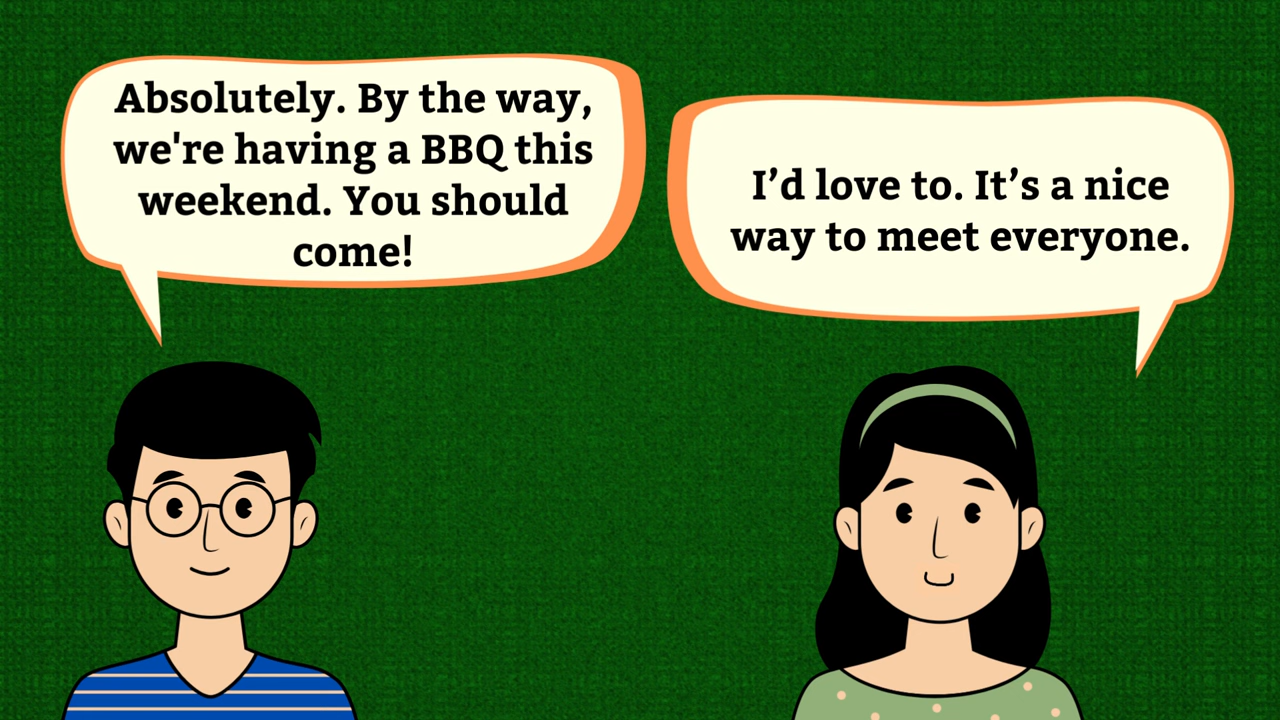 Absolutely. By the way,
we're having a BBQ this
weekend. You should
come!
I’d love to. It’s a nice
way to meet everyone.